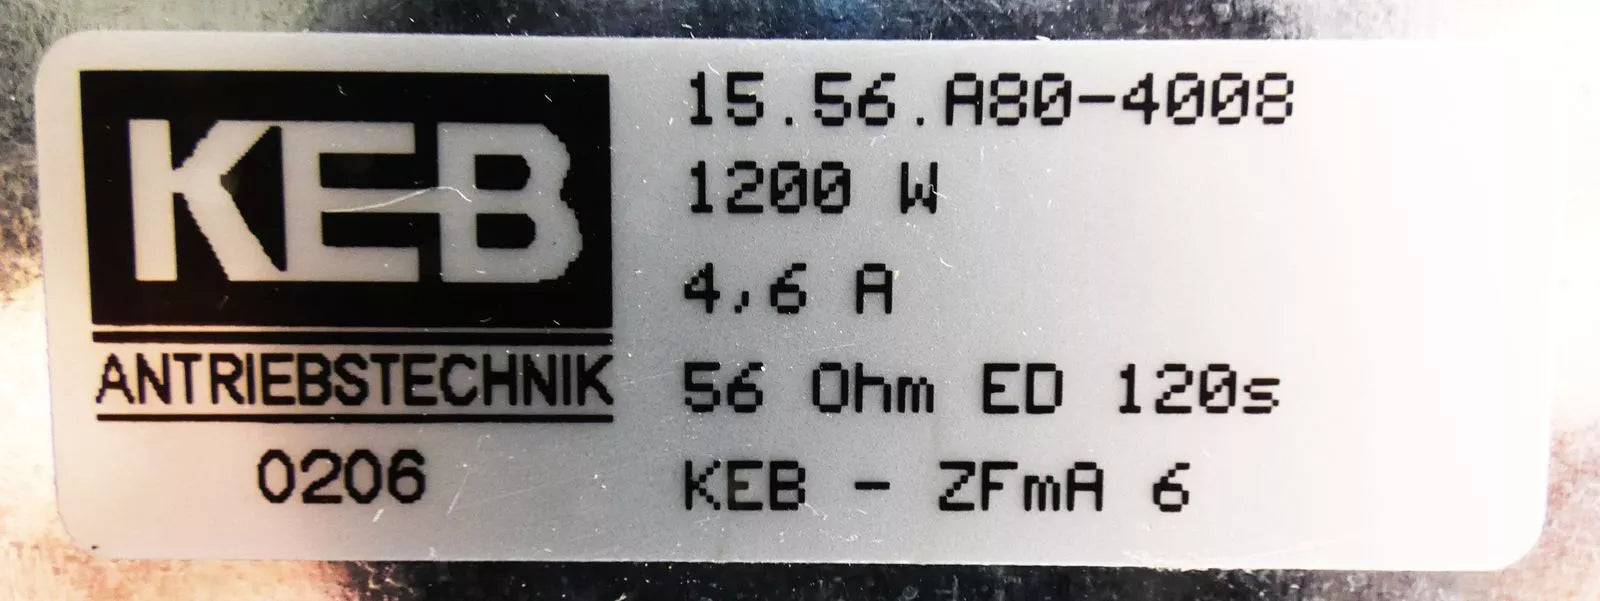 KEB
ANTRIEBSTECHNIK
0206
15.56.A80-4008
1200 W
4,6 A
56 Ohm ED 120s
KEB - ZFmA 6